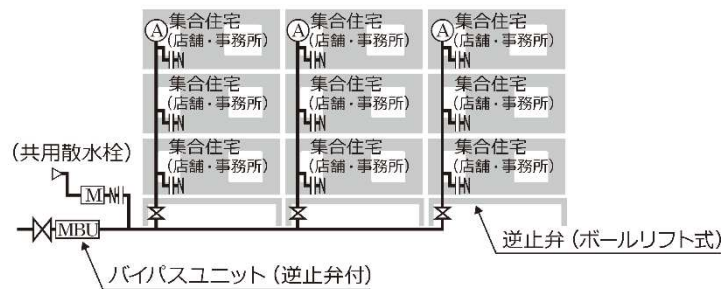 A 集合住宅 A 集合住宅 A 集合住宅
(店舗・事務所) (店舗・事務所) (店舗・事務所)
集合住宅 集合住宅 集合住宅
(店舗・事務所) (店舗・事務所) (店舗・事務所)
集合住宅 集合住宅 集合住宅
(店舗・事務所) (店舗・事務所) (店舗・事務所)
(共用散水栓)
M
MBU
逆止弁(ボールリフト式)
バイパスユニット(逆止弁付)